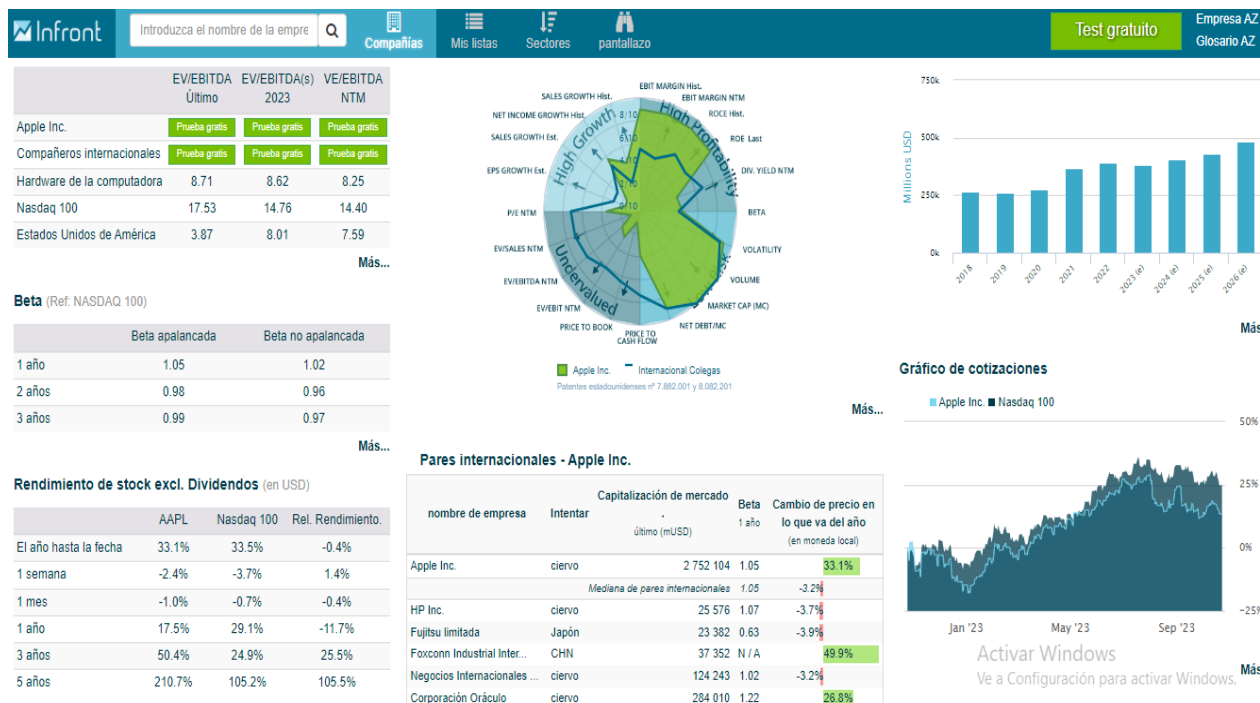 Infront
Introduzca el nombre de la empre
Compañías
Mis listas
Sectores
pantallazo
Test gratuito
Empresa AZ
Glosario AZ
EV/EBITDA Último
EV/EBITDA(s) 2023
VE/EBITDA NTM
Apple Inc. Prueba gratis Prueba gratis Prueba gratis
Compañeros internacionales Prueba gratis Prueba gratis Prueba gratis
Hardware de la computadora 8.71 8.62 8.25
Nasdaq 100 17.53 14.76 14.40
Estados Unidos de América 3.87 8.01 7.59
Más...
Beta (Ref: NASDAQ 100)
Beta apalancada Beta no apalancada
1 año 1.05 1.02
2 años 0.98 0.96
3 años 0.99 0.97
Más...
Rendimiento de stock excl. Dividendos (en USD)
AAPL Nasdaq 100 Rel. Rendimiento.
El año hasta la fecha 33.1% 33.5% -0.4%
1 semana -2.4% -3.7% 1.4%
1 mes -1.0% -0.7% -0.4%
1 año 17.5% 29.1% -11.7%
3 años 50.4% 24.9% 25.5%
5 años 210.7% 105.2% 105.5%
EBIT MARGIN Hist.
EBIT MARGIN NTM
ROCE Hist.
ROE Last
DIV. YIELD NTM
BETA
VOLATILITY
VOLUME
MARKET CAP (MC)
NET DEBT/MC
PRICE TO CASH FLOW
PRICE TO BOOK
EV/EBIT NTM
EV/EBITDA NTM
EV/SALES NTM
P/E NTM
EPS GROWTH Est.
SALES GROWTH Est.
NET INCOME GROWTH Hist.
SALES GROWTH Hist.
High Growth
High Profitability
Undervalued
8/10
6/10
4/10
2/10
0/10
Apple Inc. Internacional Colegas
Patentes estadounidenses nº 7.882.001 y 8.082.201
Más...
Pares internacionales - Apple Inc.
nombre de empresa
Intentar
Capitalización de mercado
.
último (mUSD)
Beta
1 año
Cambio de precio en
lo que va del año
(en moneda local)
Apple Inc. ciervo 2 752 104 1.05 33.1%
Mediana de pares internacionales 1.05 -3.2%
HP Inc. ciervo 25 576 1.07 -3.7%
Fujitsu limitada Japón 23 382 0.63 -3.9%
Foxconn Industrial Inter... CHN 37 352 N / A 49.9%
Negocios Internacionales ... ciervo 124 243 1.02 -3.2%
Corporación Oráculo ciervo 284 010 1.22 26.8%
Millions USD
750k
500k
250k
0k
2018 2019 2020 2021 2022 2023 (e) 2024 (e) 2025 (e) 2026 (e)
Más
Gráfico de cotizaciones
Apple Inc. Nasdaq 100
50%
25%
0%
-25%
Jan '23 May '23 Sep '23
Activar Windows
Ve a Configuración para activar Windows.
Más